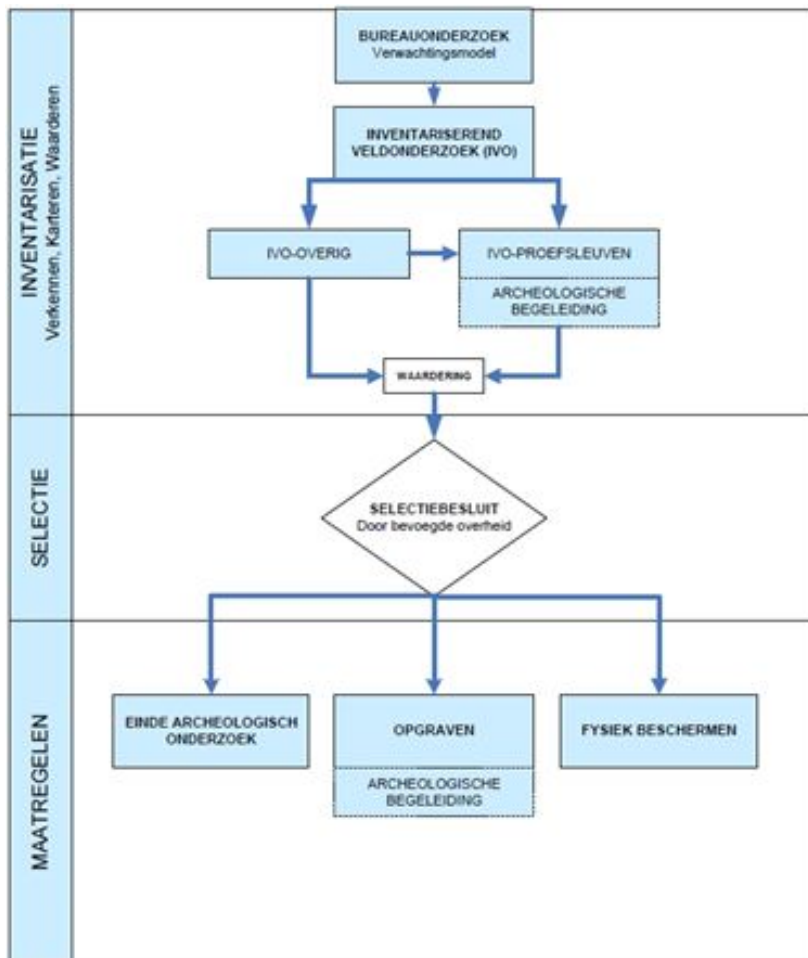 INVENTARISATIE
Verkennen, Karteren, Waarderen
BUREAUONDERZOEK
Verwachtingsmodel
INVENTARISEREND
VELDONDERZOEK (IVO)
IVO-OVERIG
IVO-PROEFSLEUVEN
ARCHEOLOGISCHE
BEGELEIDING
WAARDERING
SELECTIE
SELECTIEBESLUIT
Door bevoegde overheid
MAATREGELEN
EINDE ARCHEOLOGISCH
ONDERZOEK
OPGRAVEN
ARCHEOLOGISCHE
BEGELEIDING
FYSIEK BESCHERMEN